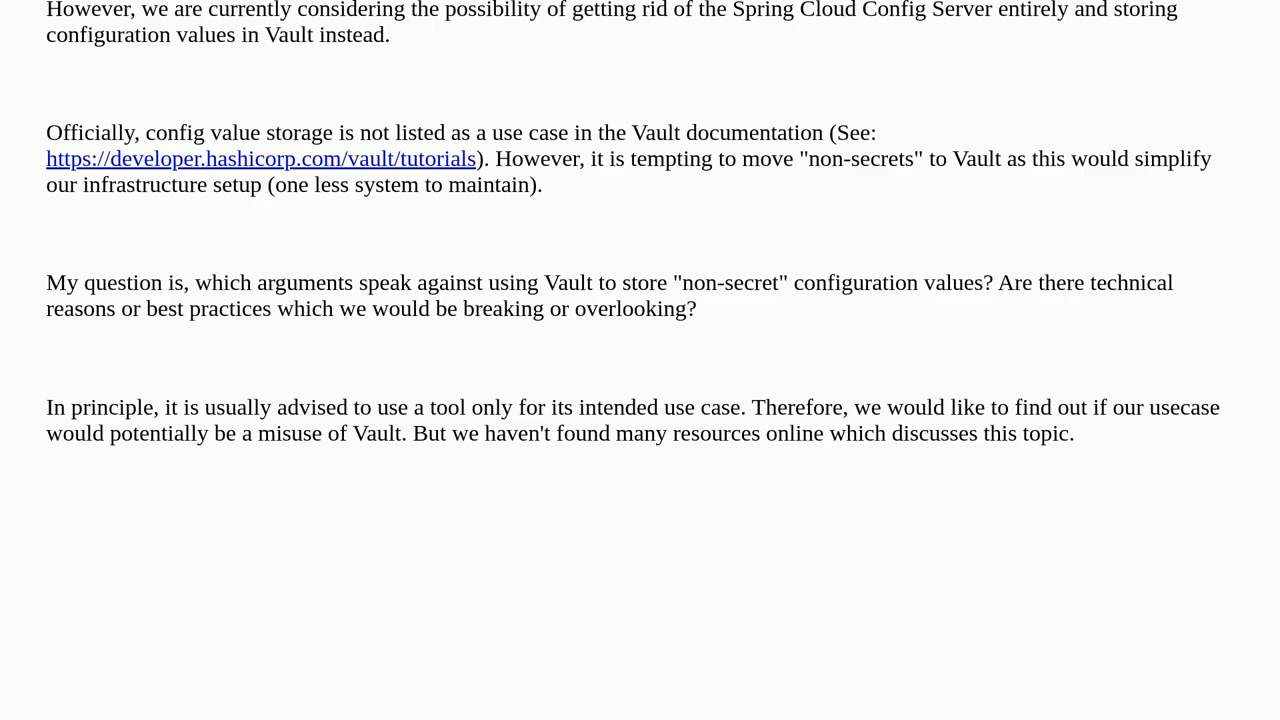 However, we are currently considering the possibility of getting rid of the Spring Cloud Config Server entirely and storing
configuration values in Vault instead.
Officially, config value storage is not listed as a use case in the Vault documentation (See:
https://developer.hashicorp.com/vault/tutorials). However, it is tempting to move "non-secrets" to Vault as this would simplify
our infrastructure setup (one less system to maintain).
My question is, which arguments speak against using Vault to store "non-secret" configuration values? Are there technical
reasons or best practices which we would be breaking or overlooking?
In principle, it is usually advised to use a tool only for its intended use case. Therefore, we would like to find out if our usecase
would potentially be a misuse of Vault. But we haven't found many resources online which discusses this topic.